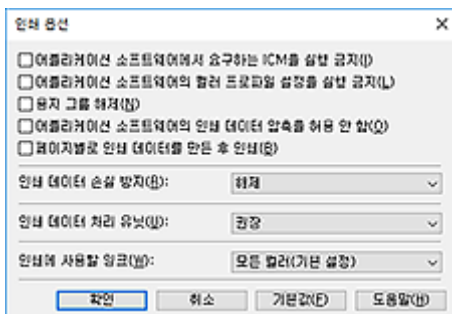 인쇄 옵션
어플리케이션 소프트웨어에서 요구하는 ICM을 실행 금지(I)
어플리케이션 소프트웨어의 컬러 프로파일 설정을 실행 금지(L)
용지 그룹 해제(N)
어플리케이션 소프트웨어의 인쇄 데이터 압축을 허용 안 함(O)
페이지별로 인쇄 데이터를 만든 후 인쇄(B)
인쇄 데이터 손실 방지(R): 해제
인쇄 데이터 처리 유닛(U): 권장
인쇄에 사용할 잉크(W): 모든 컬러(기본 설정)
확인 취소 기본값(F) 도움말(H)